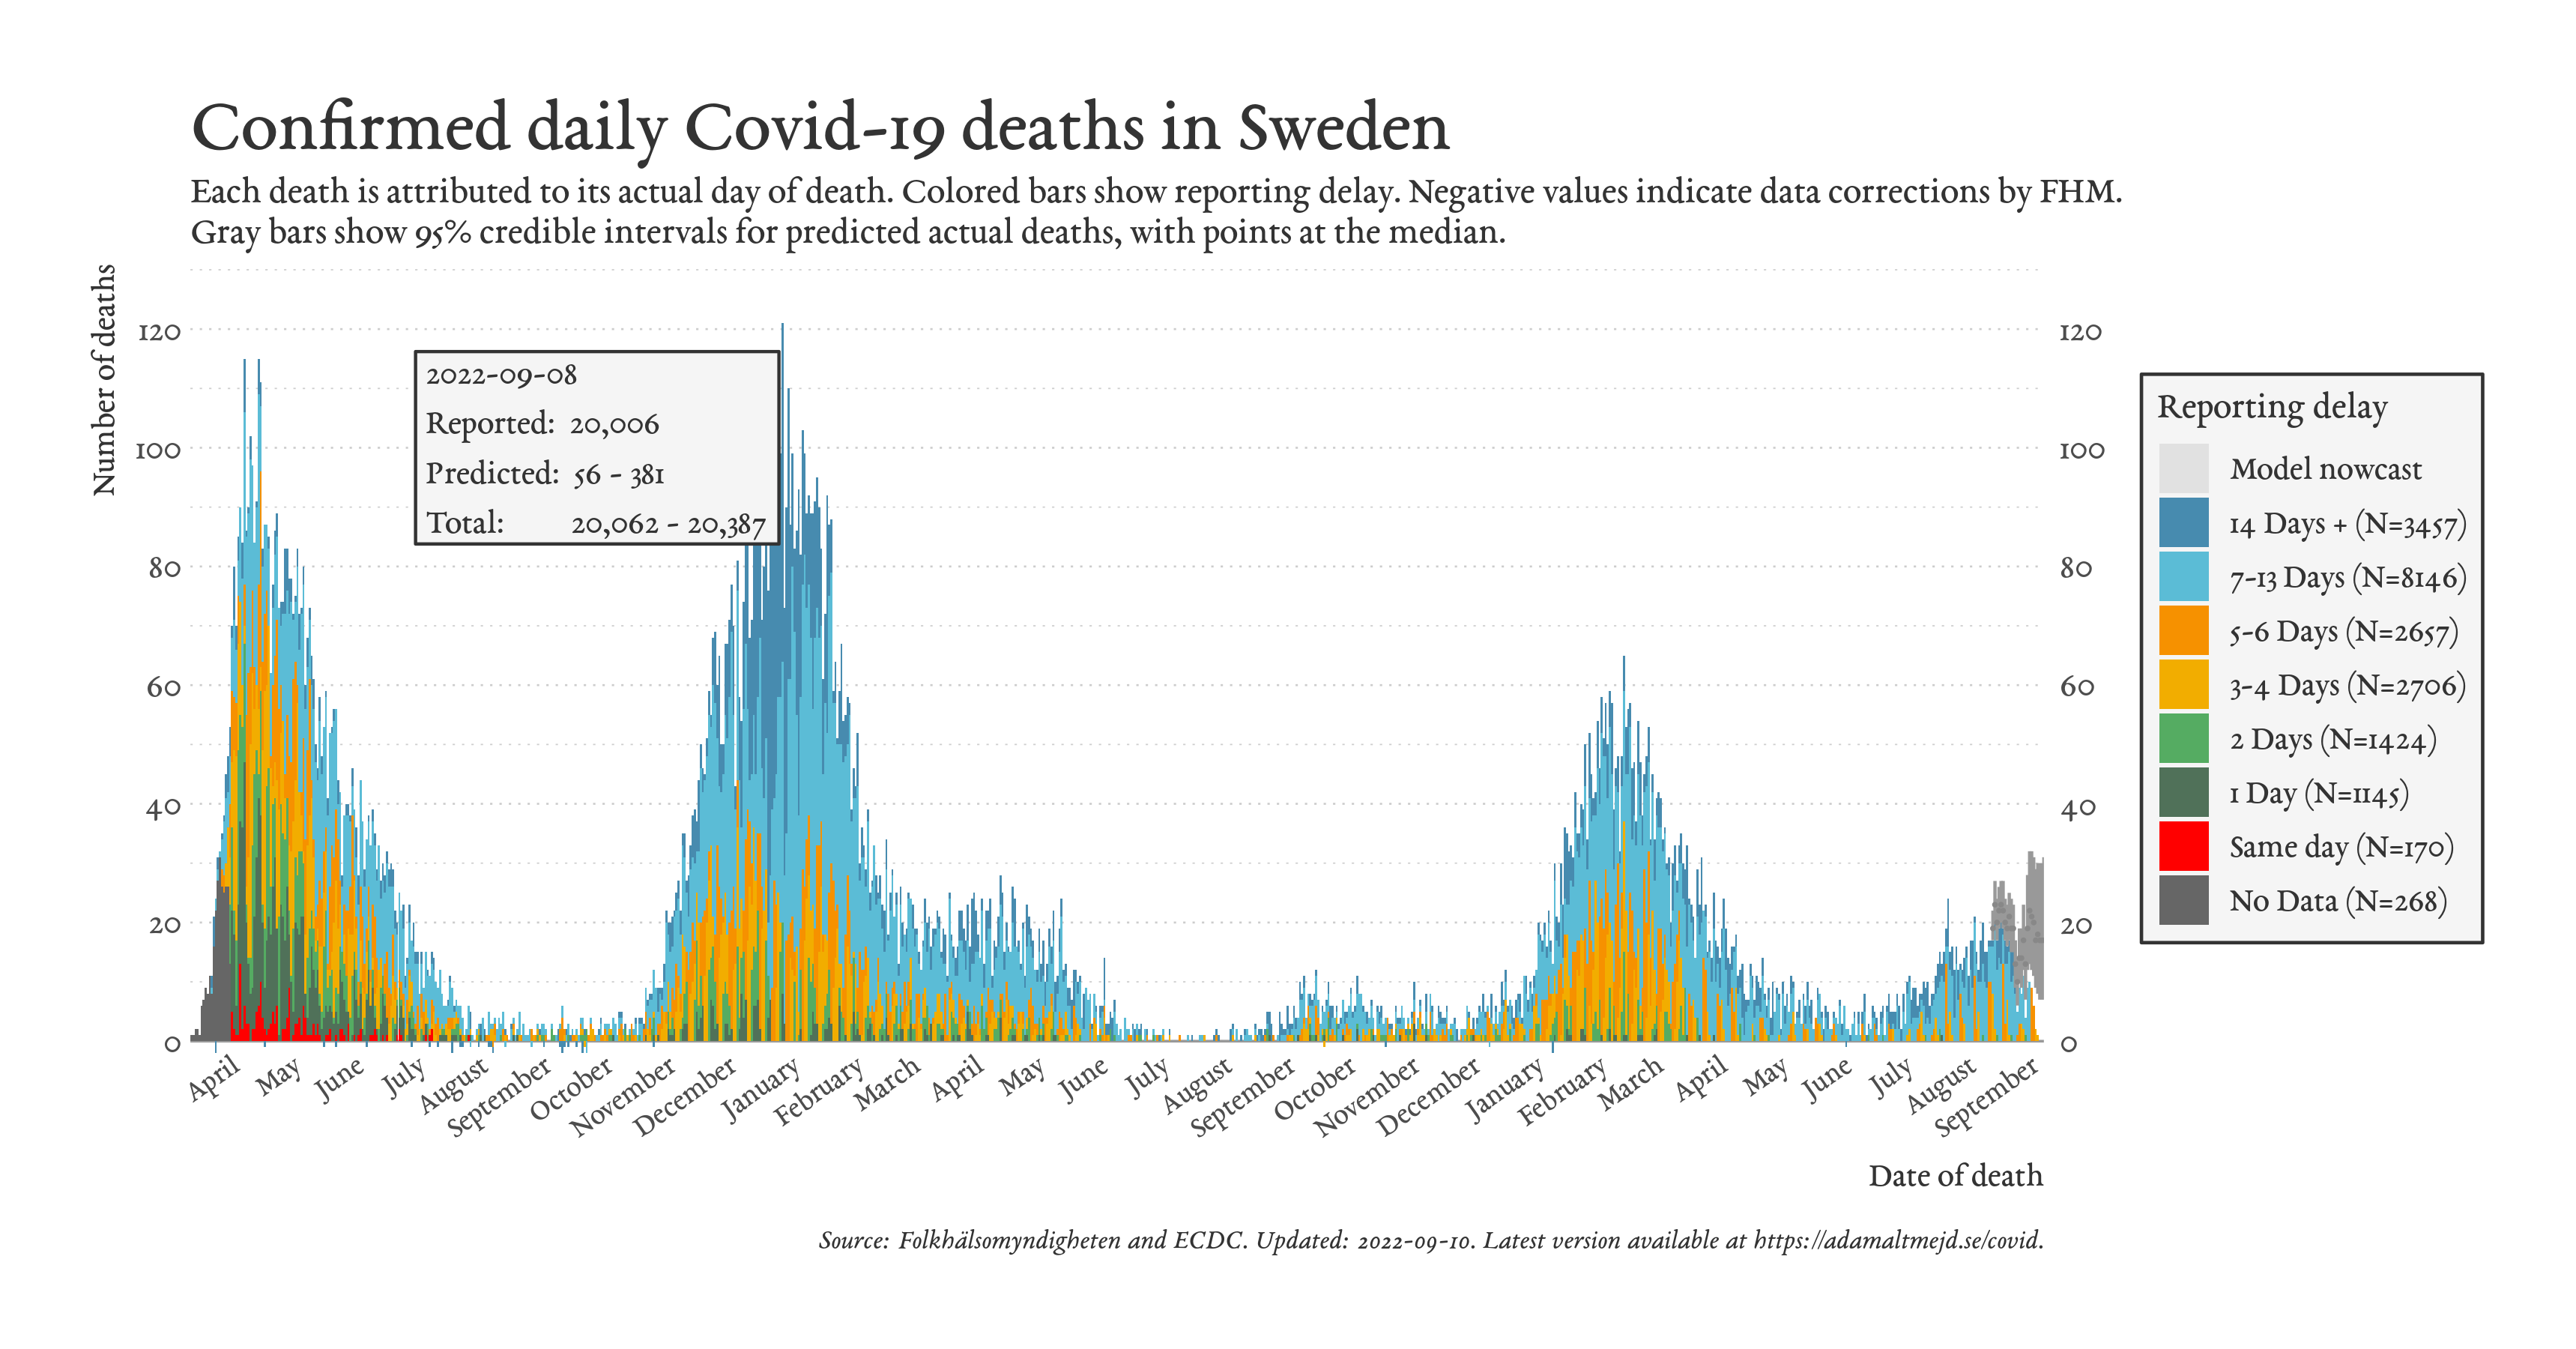 Confirmed daily Covid-19 deaths in Sweden
Each death is attributed to its actual day of death. Colored bars show reporting delay. Negative values indicate data corrections by FHM.
Gray bars show 95% credible intervals for predicted actual deaths, with points at the median.
Number of deaths
120
100
80
60
40
20
0
2022-09-08
Reported: 20,006
Predicted: 56 - 381
Total: 20,062 - 20,387
120
100
80
60
40
20
0
Reporting delay
Model nowcast
14 Days + (N=3457)
7-13 Days (N=8146)
5-6 Days (N=2657)
3-4 Days (N=2706)
2 Days (N=1424)
1 Day (N=1145)
Same day (N=170)
No Data (N=268)
April
May
June
July
August
September
October
November
December
January
February
March
April
May
June
July
August
September
October
November
December
January
February
March
April
May
June
July
August
September
Date of death
Source: Folkhälsomyndigheten and ECDC. Updated: 2022-09-10. Latest version available at https://adamaltmejd.se/covid.